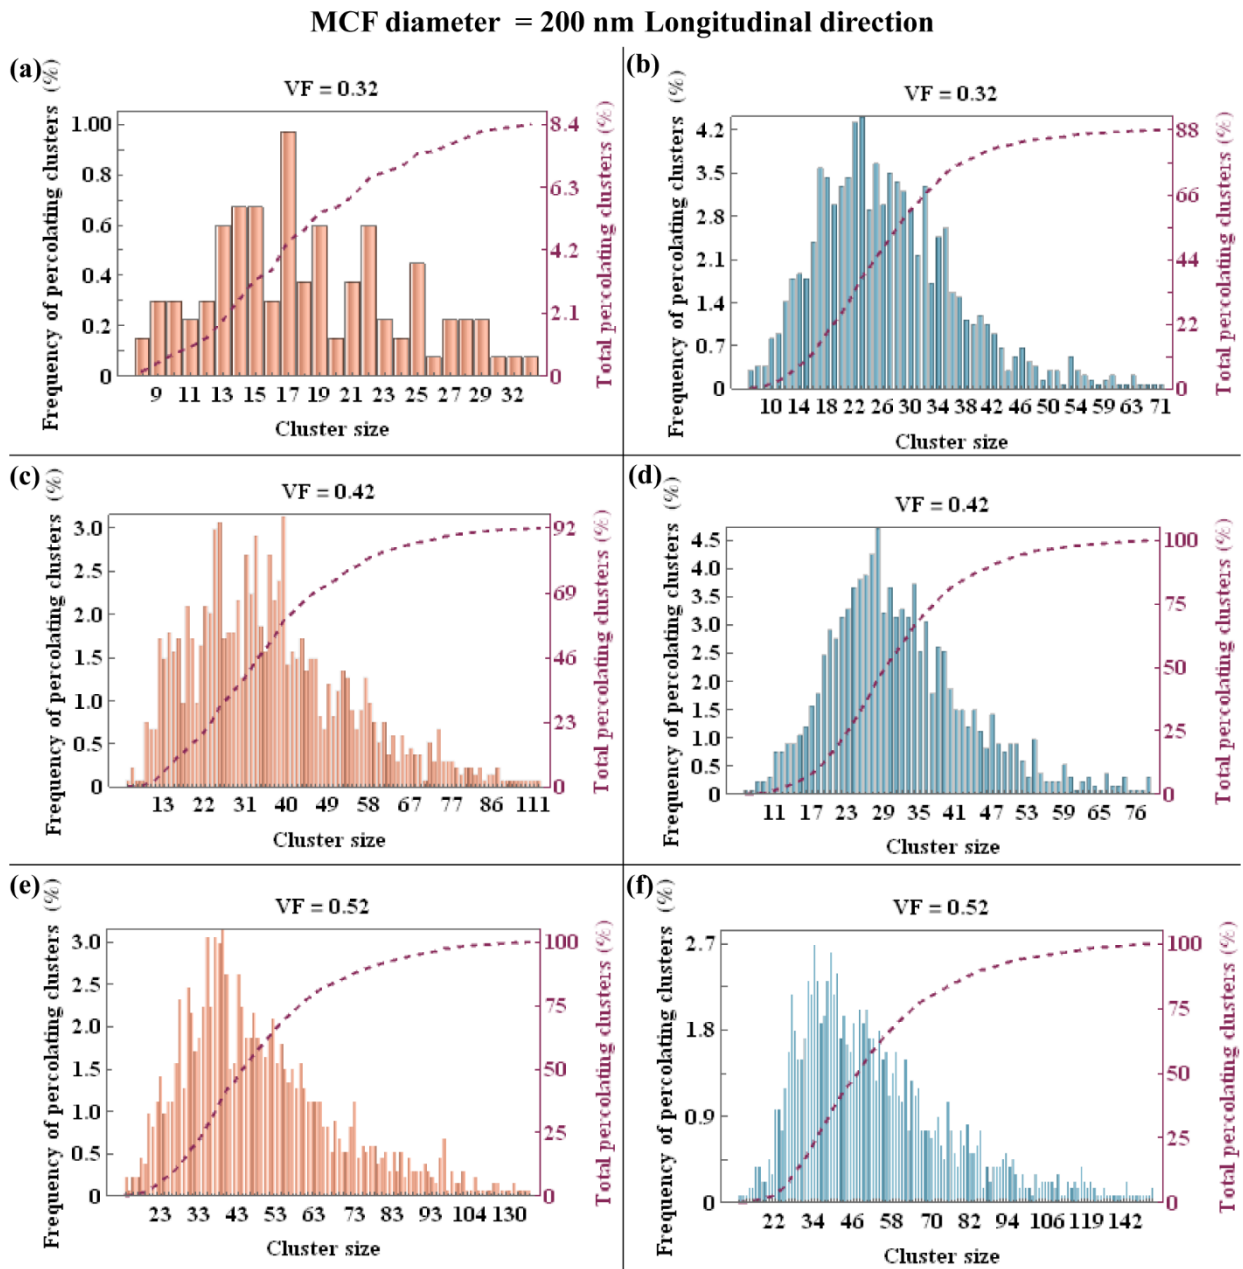 MCF diameter = 200 nm Longitudinal direction
(a)
VF = 0.32
Frequency of percolating clusters (%)
1.00
0.8
0.6
0.4
0.2
0
8.4
6.3
4.2
2.1
0
Total percolating clusters (%)
9 11 13 15 17 19 21 23 25 27 29 32
Cluster size
(b)
VF = 0.32
Frequency of percolating clusters (%)
4.2
3.5
2.8
2.1
1.4
0.7
0
88
66
44
22
0
Total percolating clusters (%)
10 14 18 22 26 30 34 38 42 46 50 54 59 63 71
Cluster size
(c)
VF = 0.42
Frequency of percolating clusters (%)
3.0
2.5
2.0
1.5
1.0
0.5
0
92
69
46
23
0
Total percolating clusters (%)
13 22 31 40 49 58 67 77 86 111
Cluster size
(d)
VF = 0.42
Frequency of percolating clusters (%)
4.5
4.0
3.5
3.0
2.5
2.0
1.5
1.0
0.5
0
100
75
50
25
0
Total percolating clusters (%)
11 17 23 29 35 41 47 53 59 65 76
Cluster size
(e)
VF = 0.52
Frequency of percolating clusters (%)
3.0
2.5
2.0
1.5
1.0
0.5
0
100
75
50
25
0
Total percolating clusters (%)
23 33 43 53 63 73 83 93 104 130
Cluster size
(f)
VF = 0.52
Frequency of percolating clusters (%)
2.7
1.8
0.9
0
100
75
50
25
0
Total percolating clusters (%)
22 34 46 58 70 82 94 106 119 142
Cluster size